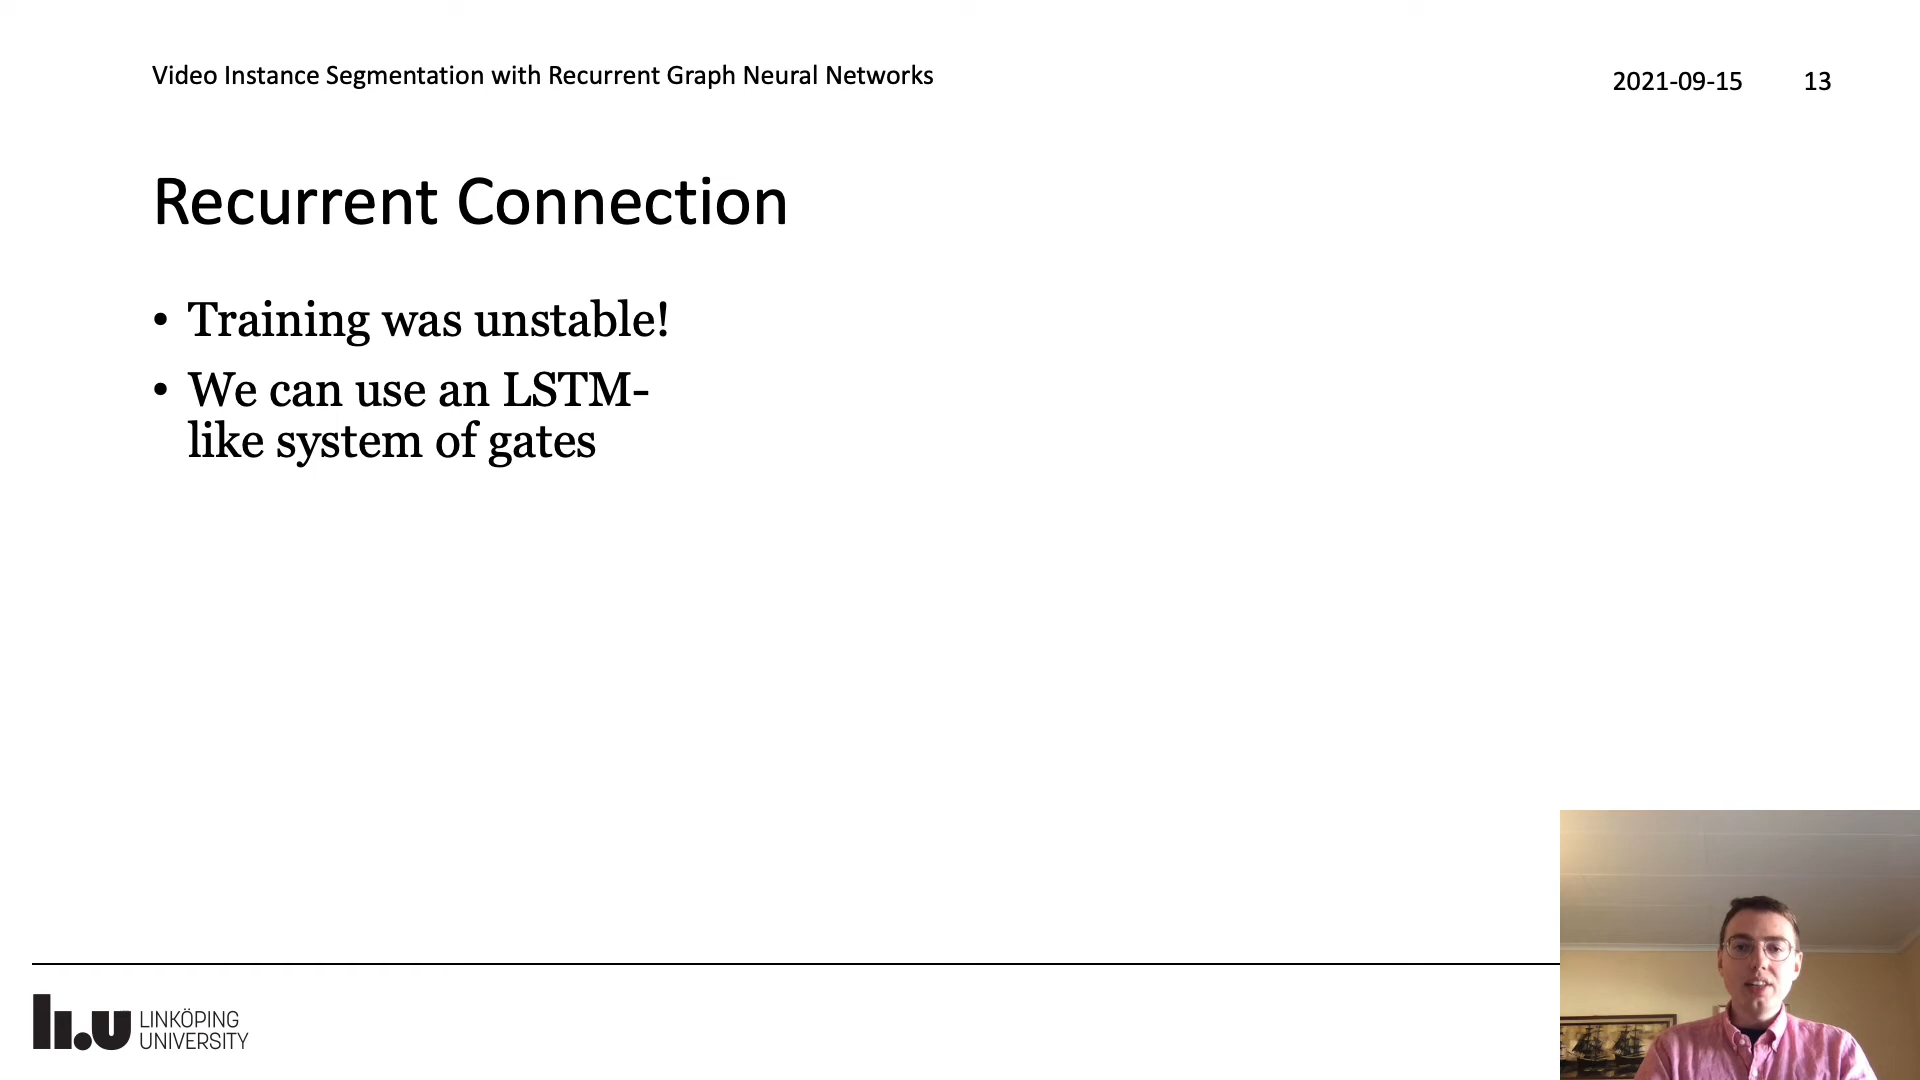 Video Instance Segmentation with Recurrent Graph Neural Networks
2021-09-15 13
Recurrent Connection
• Training was unstable!
• We can use an LSTM-
like system of gates
li.u LINKÖPING
UNIVERSITY